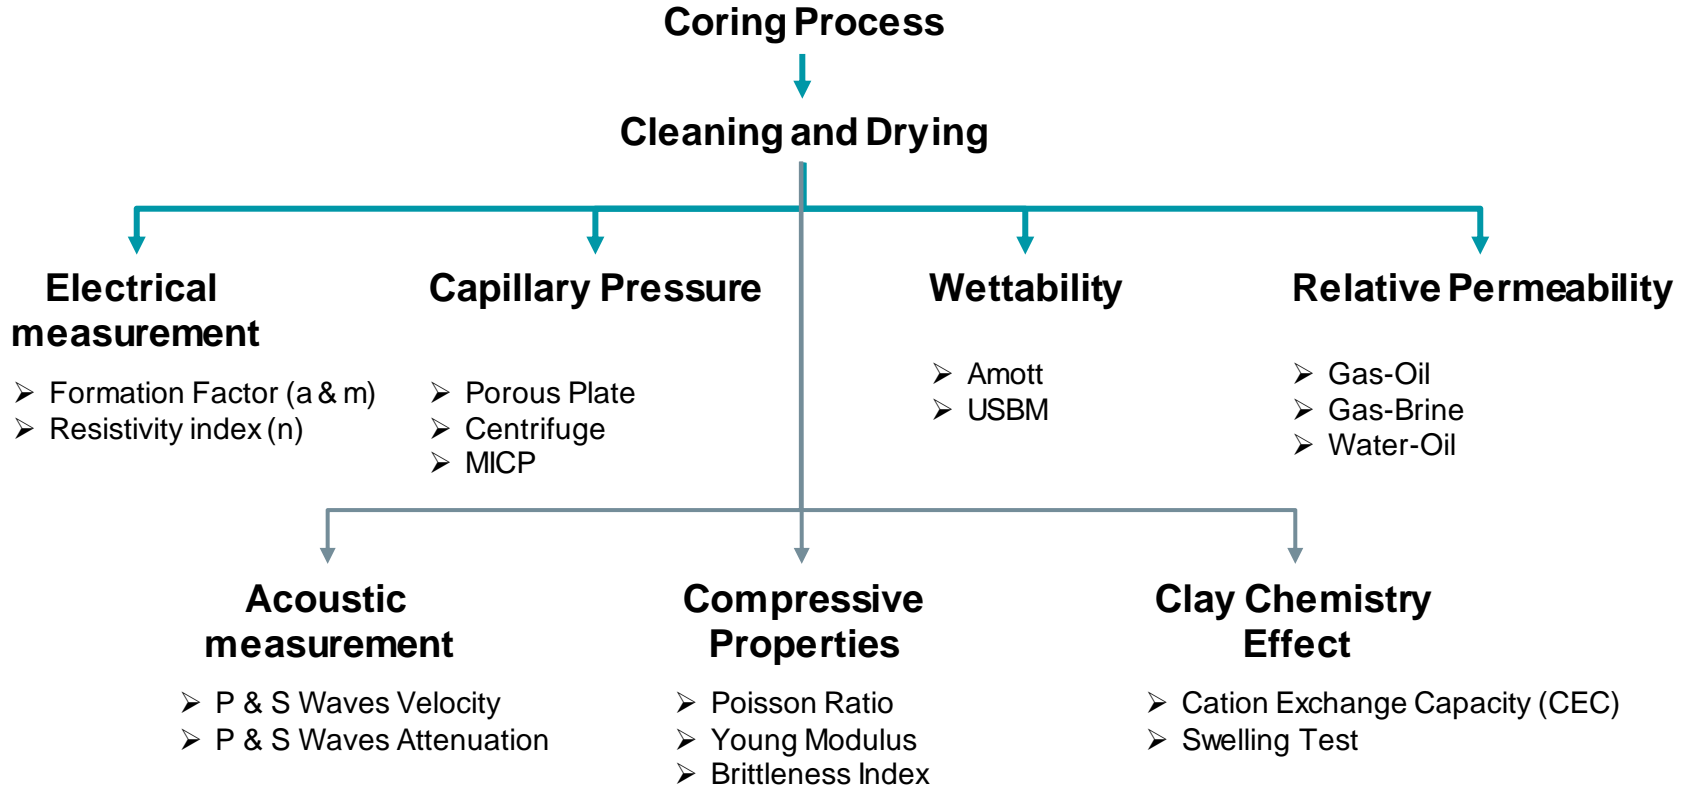 Coring Process
Cleaning and Drying
Electrical
measurement
➢ Formation Factor (a & m)
➢ Resistivity index (n)
Capillary Pressure
➢ Porous Plate
➢ Centrifuge
➢ MICP
Wettability
➢ Amott
➢ USBM
Relative Permeability
➢ Gas-Oil
➢ Gas-Brine
➢ Water-Oil
Acoustic
measurement
➢ P & S Waves Velocity
➢ P & S Waves Attenuation
Compressive
Properties
➢ Poisson Ratio
➢ Young Modulus
➢ Brittleness Index
Clay Chemistry
Effect
➢ Cation Exchange Capacity (CEC)
➢ Swelling Test